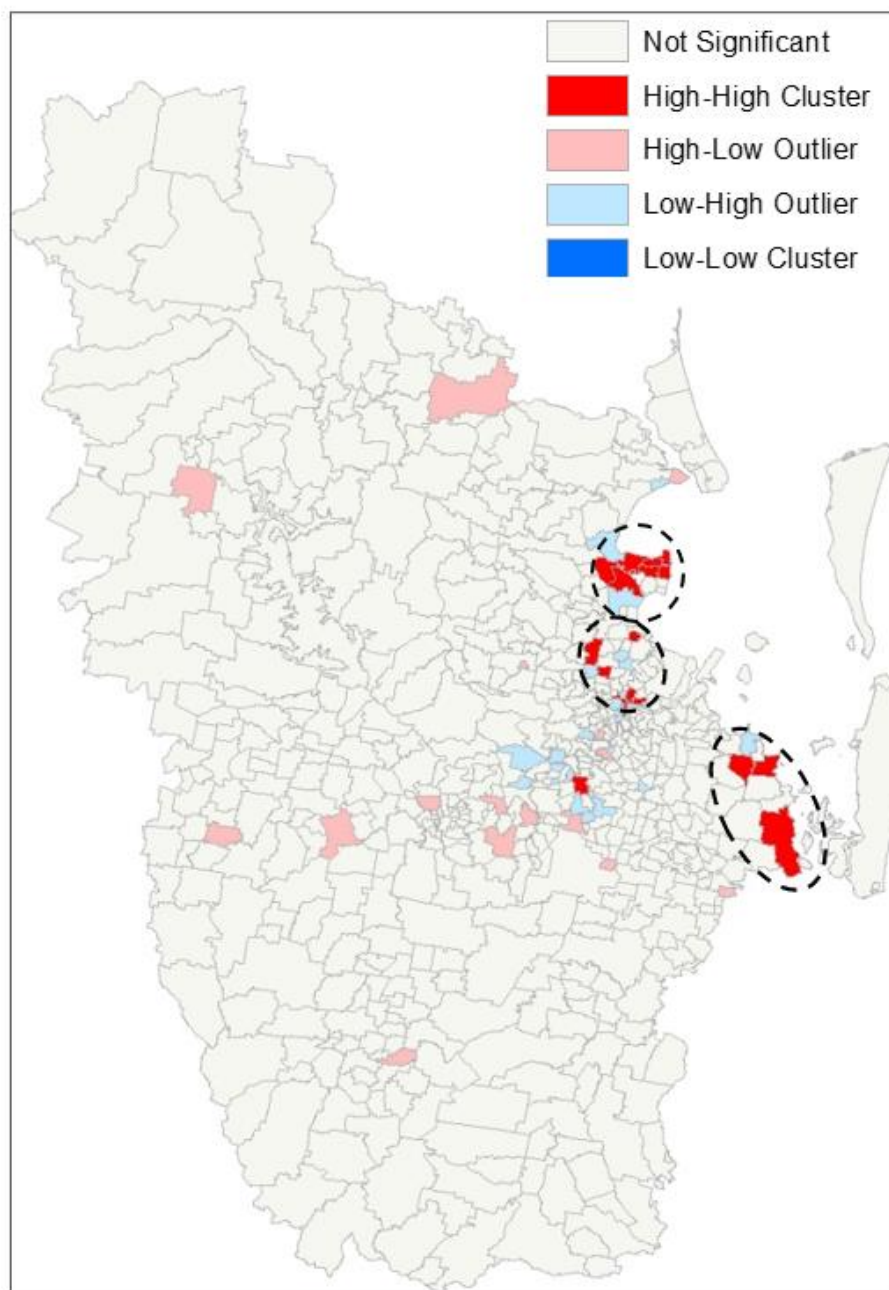 Not Significant
High-High Cluster
High-Low Outlier
Low-High Outlier
Low-Low Cluster